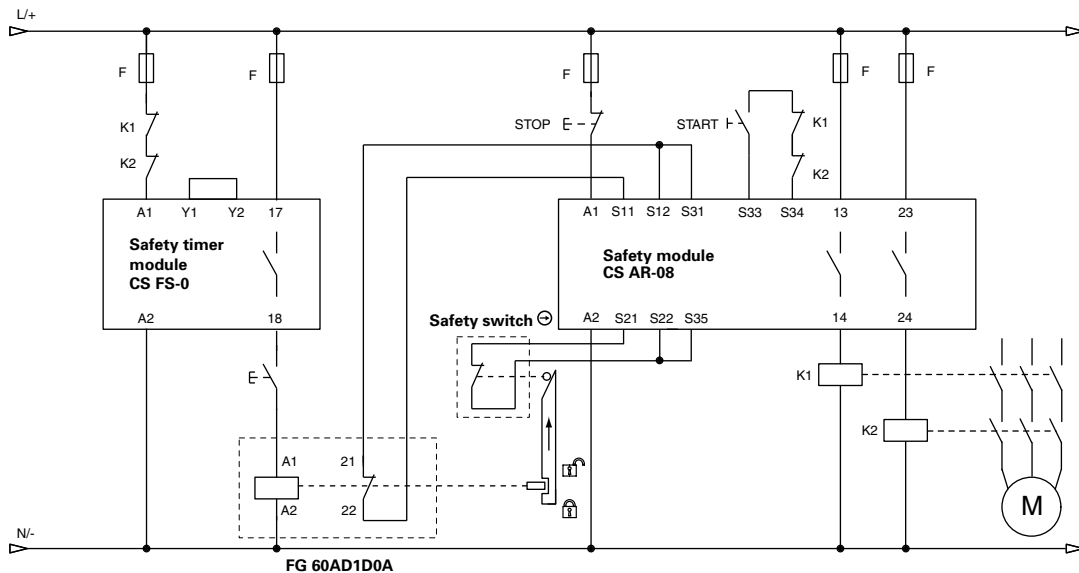 L/+
F
F
F
F
F
K1
STOP
START
K1
K2
K2
A1 Y1 Y2 17
A1 S11 S12 S31 S33 S34 13 23
Safety timer
module
CS FS-0
Safety module
CS AR-08
A2 18
Safety switch
A2 S21 S22 S35 14 24
K1
K2
A1 21
A2 22
M
N/-
FG 60AD1D0A